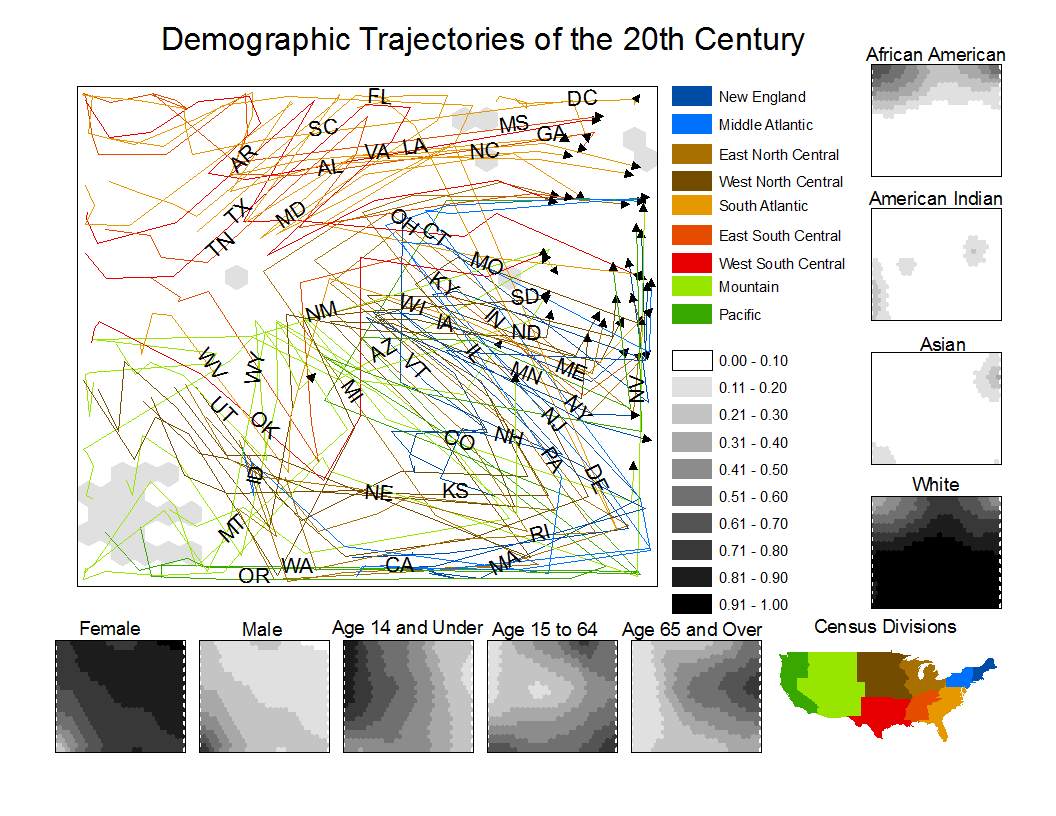 Demographic Trajectories of the 20th Century
African American
FL
DC
SC
MS
GA
AR
VA
LA
NC
AL
TX
MD
TN
OH
CT
MO
KY
SD
NM
WI
IA
IN
ND
WV
WY
AZ
VT
IL
MN
ME
NV
MI
UT
OK
NY
NJ
CO
NH
PA
ID
DE
NE
KS
MT
RI
OR
WA
CA
MA
New England
Middle Atlantic
East North Central
West North Central
South Atlantic
East South Central
West South Central
Mountain
Pacific
0.00 - 0.10
0.11 - 0.20
0.21 - 0.30
0.31 - 0.40
0.41 - 0.50
0.51 - 0.60
0.61 - 0.70
0.71 - 0.80
0.81 - 0.90
0.91 - 1.00
American Indian
Asian
White
Female
Male
Age 14 and Under
Age 15 to 64
Age 65 and Over
Census Divisions